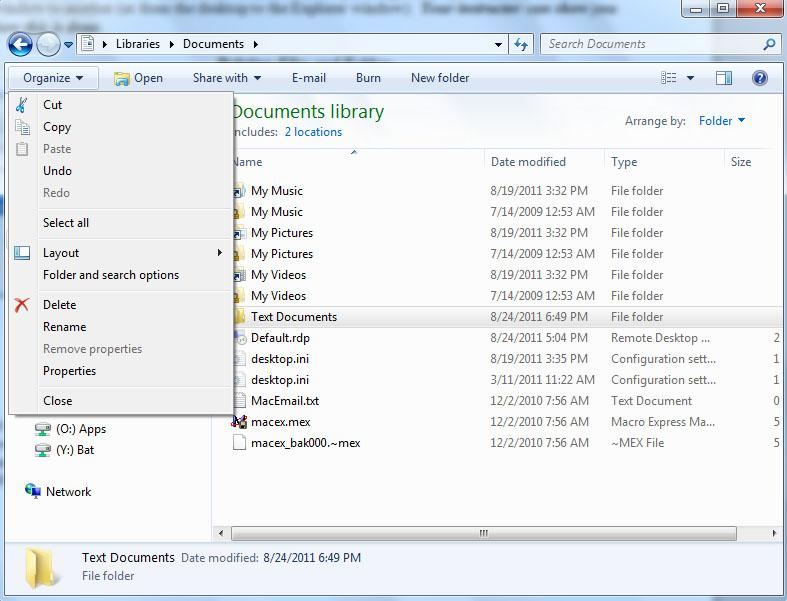 Libraries Documents Search Documents
Organize Open Share with E-mail Burn New folder
Cut
Copy
Paste
Undo
Redo
Select all
Layout
Folder and search options
Delete
Rename
Remove properties
Properties
Close
Documents library
ncludes: 2 locations
Arrange by: Folder
Name Date modified Type Size
My Music 8/19/2011 3:32 PM File folder
My Music 7/14/2009 12:53 AM File folder
My Pictures 8/19/2011 3:32 PM File folder
My Pictures 7/14/2009 12:53 AM File folder
My Videos 8/19/2011 3:32 PM File folder
My Videos 7/14/2009 12:53 AM File folder
Text Documents 8/24/2011 6:49 PM File folder
Default.rdp 8/24/2011 5:04 PM Remote Desktop ... 2
desktop.ini 8/19/2011 3:35 PM Configuration sett... 1
desktop.ini 3/11/2011 11:22 AM Configuration sett... 1
MacEmail.txt 12/2/2010 7:56 AM Text Document 0
macex.mex 12/2/2010 7:56 AM Macro Express Ma... 5
macex_bak000.~mex 12/2/2010 7:56 AM ~MEX File 5
(O:) Apps
(Y:) Bat
Network
Text Documents Date modified: 8/24/2011 6:49 PM
File folder